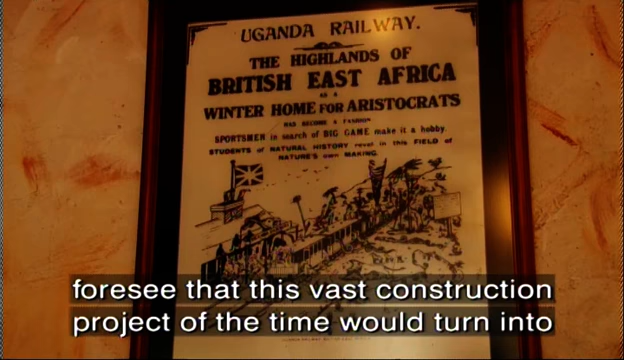 UGANDA RAILWAY.
THE HIGHLANDS OF
BRITISH EAST AFRICA
AS A
WINTER HOME FOR ARISTOCRATS
HAS BECOME A FASHION.
SPORTSMEN in search of BIG GAME make it a hobby.
STUDENTS of NATURAL HISTORY revel in this FIELD of
NATURE'S own MAKING.
foresee that this vast construction
project of the time would turn into